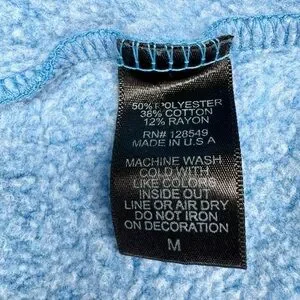 50% POLYESTER
38% COTTON
12% RAYON
RN# 128549
MADE IN U.S.A
MACHINE WASH
COLD WITH
LIKE COLORS
INSIDE OUT
LINE OR AIR DRY
DO NOT IRON
ON DECORATION
M